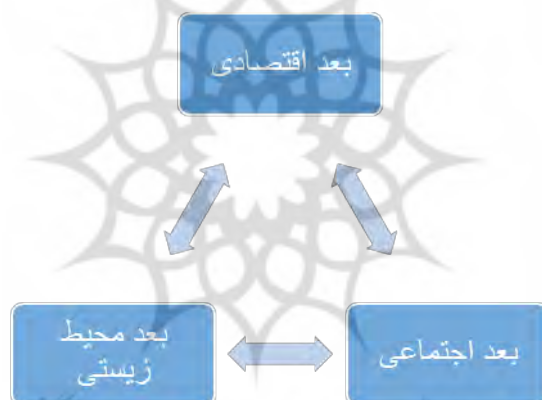 بعد اقتصادی
بعد محیط
زیستی
بعد اجتماعی